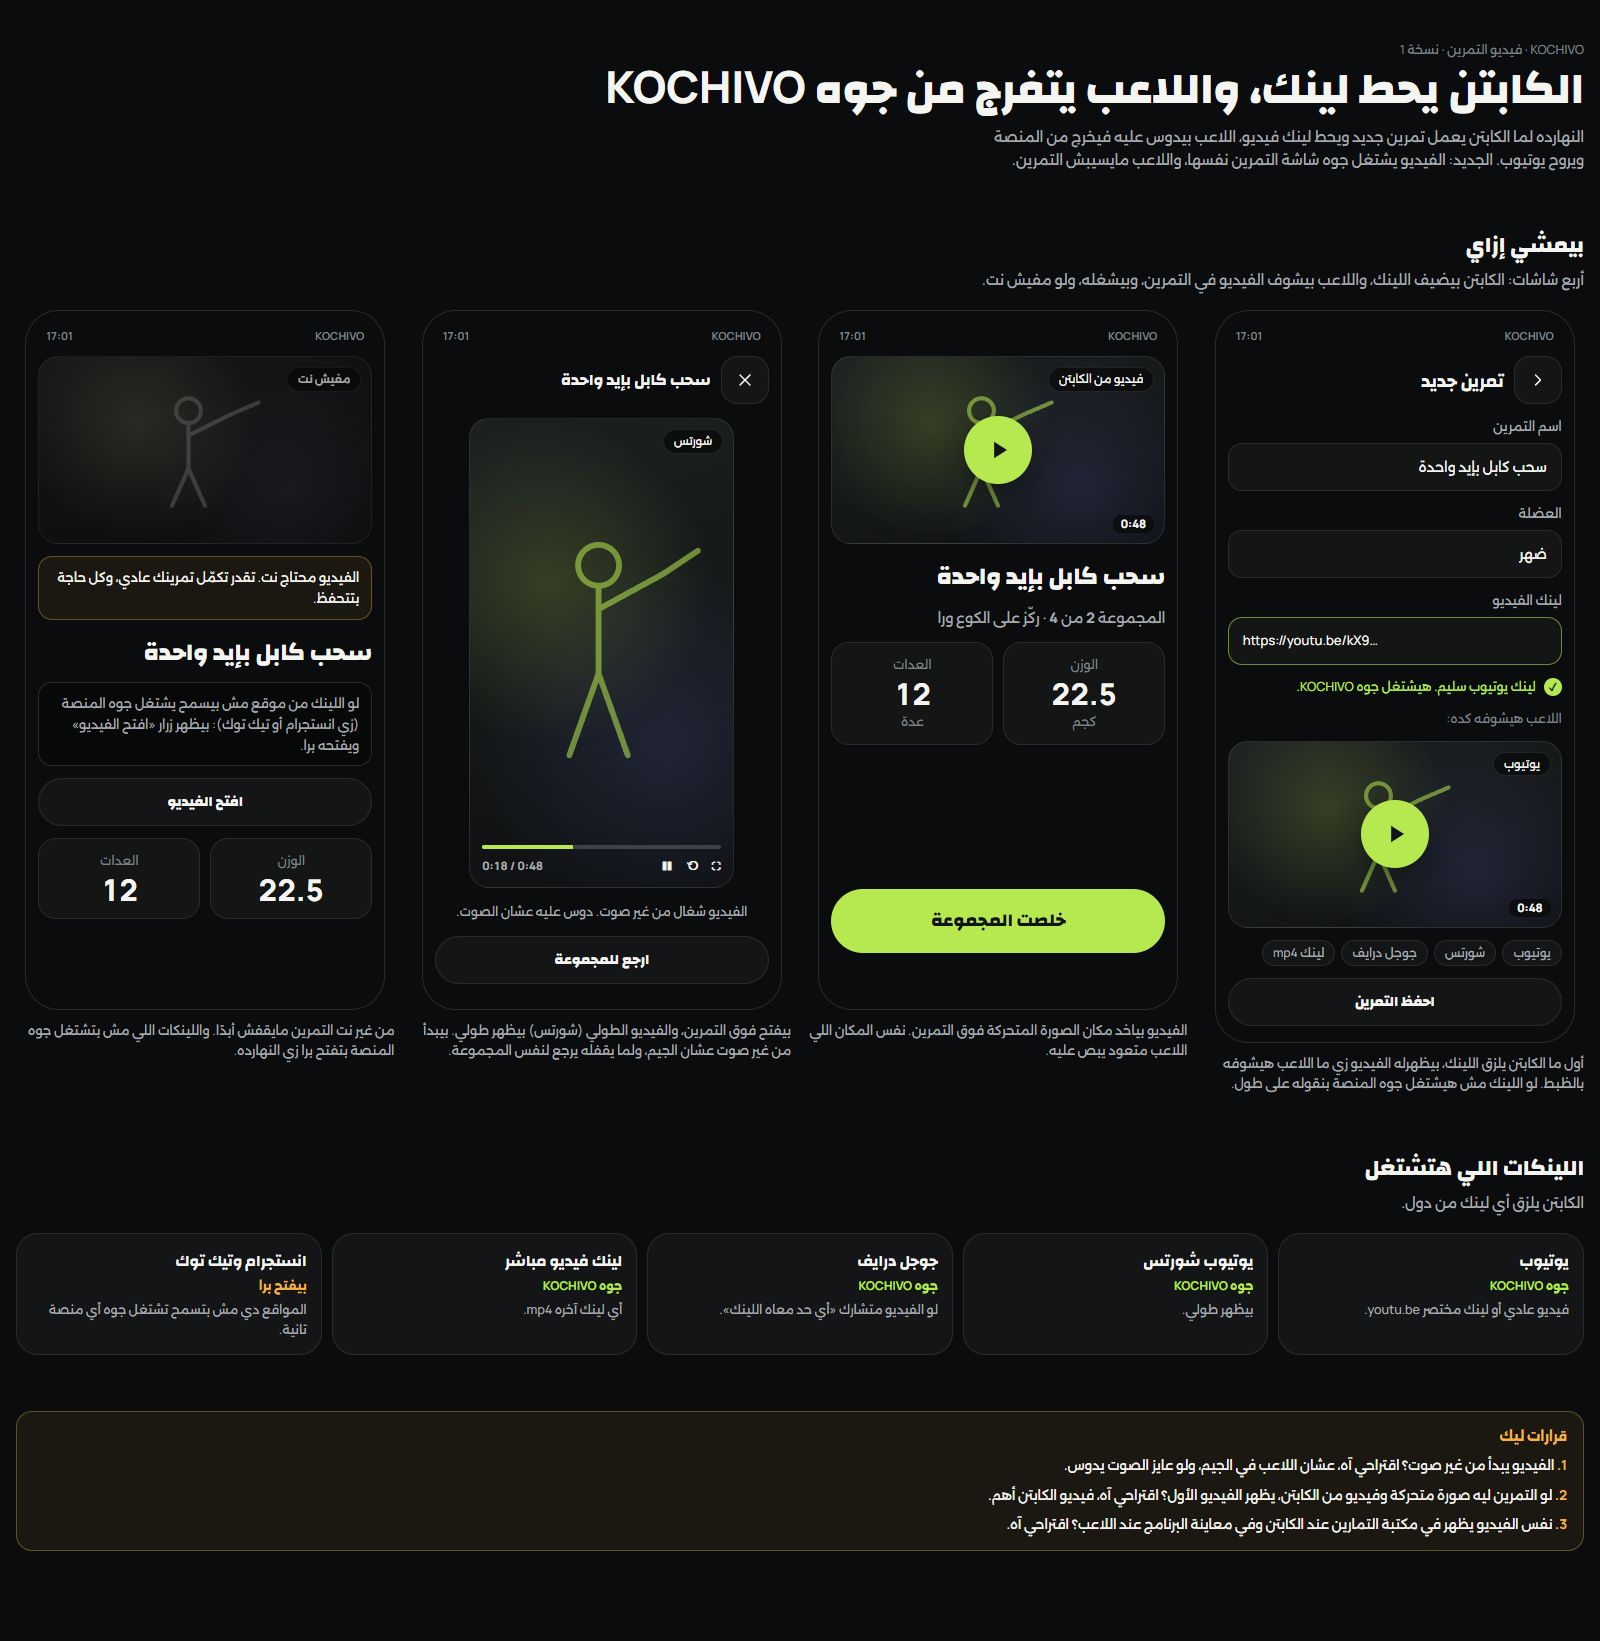 KOCHIVO · فيديو التمرين · نسخة 1
الكابتن يحط لينك، واللاعب يتفرج من جوه KOCHIVO
النهارده لما الكابتن يعمل تمرين جديد ويحط لينك فيديو، اللاعب بيدوس عليه فيخرج من المنصة
ويروح يوتيوب. الجديد: الفيديو يشتغل جوه شاشة التمرين نفسها، واللاعب مايسيبش التمرين.
بيمشي إزاي
أربع شاشات: الكابتن بيضيف اللينك، واللاعب بيشوف الفيديو في التمرين، وبيشغله، ولو مفيش نت.
KOCHIVO 17:01
تمرين جديد
اسم التمرين
سحب كابل بإيد واحدة
العضلة
ضهر
لينك الفيديو
https://youtu.be/kX9...
✓ لينك يوتيوب سليم. هيشتغل جوه KOCHIVO.
اللاعب هيشوفه كده:
يوتيوب
0:48
يوتيوب
شورتس
جوجل درايف
لينك mp4
احفظ التمرين
أول ما الكابتن يلزق اللينك، بيظهرله الفيديو زي ما اللاعب هيشوفه
بالظبط. لو اللينك مش هيشتغل جوه المنصة بنقوله على طول.
KOCHIVO 17:01
فيديو من الكابتن
0:48
سحب كابل بإيد واحدة
المجموعة 2 من 4 · ركّز على الكوع ورا
الوزن
22.5
كجم
العدات
12
عدة
خلصت المجموعة
الفيديو بياخد مكان الصورة المتحركة فوق التمرين. نفس المكان اللي
اللاعب متعود يبص عليه.
KOCHIVO 17:01
سحب كابل بإيد واحدة
شورتس
0:18 / 0:48
الفيديو شغال من غير صوت. دوس عليه عشان الصوت.
ارجع للمجموعة
بيفتح فوق التمرين، والفيديو الطولي (شورتس) بيظهر طولي. بيبدأ
من غير صوت عشان الجيم، ولما يقفله يرجع لنفس المجموعة.
KOCHIVO 17:01
مفيش نت
الفيديو محتاج نت. تقدر تكمّل تمرينك عادي، وكل حاجة
بتتحفظ.
سحب كابل بإيد واحدة
لو اللينك من موقع مش بيسمح يشتغل جوه المنصة
(زي انستجرام أو تيك توك): بيظهر زرار «افتح الفيديو»
ويفتحه برا.
افتح الفيديو
الوزن
22.5
العدات
12
من غير نت التمرين مايقفش أبدًا. واللينكات اللي مش بتشتغل جوه
المنصة بتفتح برا زي النهارده.
اللينكات اللي هتشتغل
الكابتن يلزق أي لينك من دول.
يوتيوب
جوه KOCHIVO
فيديو عادي أو لينك مختصر youtu.be.
يوتيوب شورتس
جوه KOCHIVO
بيظهر طولي.
جوجل درايف
جوه KOCHIVO
لو الفيديو متشارك «أي حد معاه اللينك».
لينك فيديو مباشر
جوه KOCHIVO
أي لينك آخره mp4.
انستجرام وتيك توك
بيفتح برا
المواقع دي مش بتسمح تشتغل جوه أي منصة
تانية.
قرارات ليك
1. الفيديو يبدأ من غير صوت؟ اقتراحي آه، عشان اللاعب في الجيم، ولو عايز الصوت يدوس.
2. لو التمرين ليه صورة متحركة وفيديو من الكابتن، يظهر الفيديو الأول؟ اقتراحي آه، فيديو الكابتن أهم.
3. نفس الفيديو يظهر في مكتبة التمارين عند الكابتن وفي معاينة البرنامج عند اللاعب؟ اقتراحي آه.